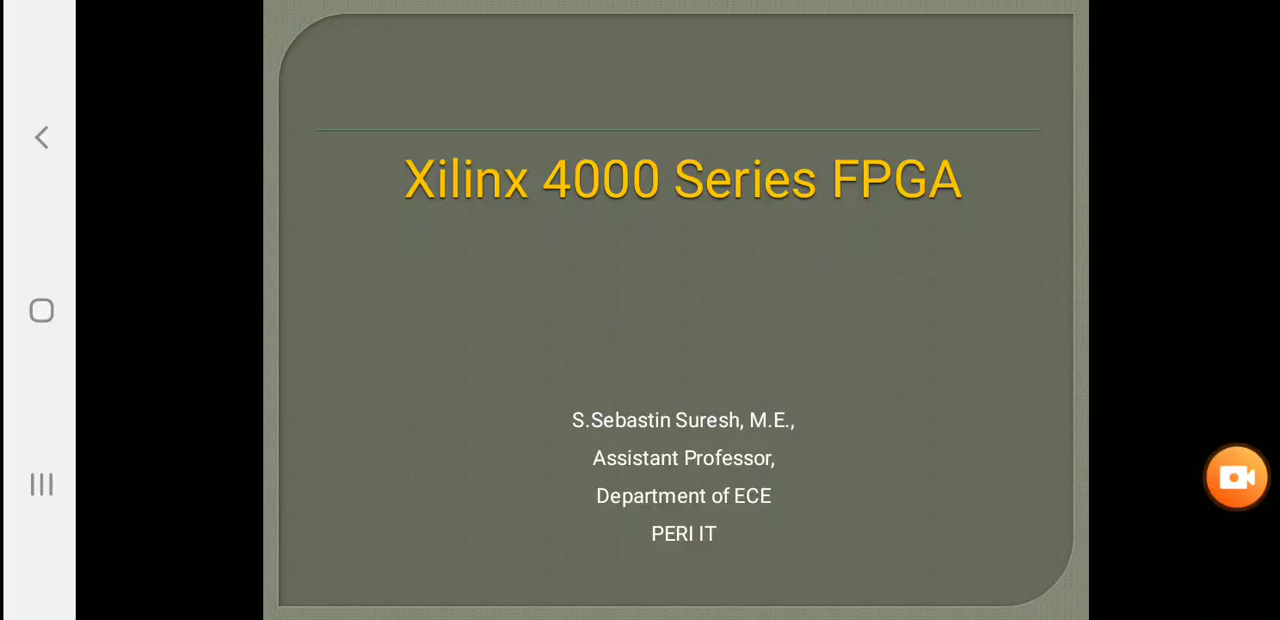 Xilinx 4000 Series FPGA
S.Sebastin Suresh, M.E.,
Assistant Professor,
Department of ECE
PERI IT